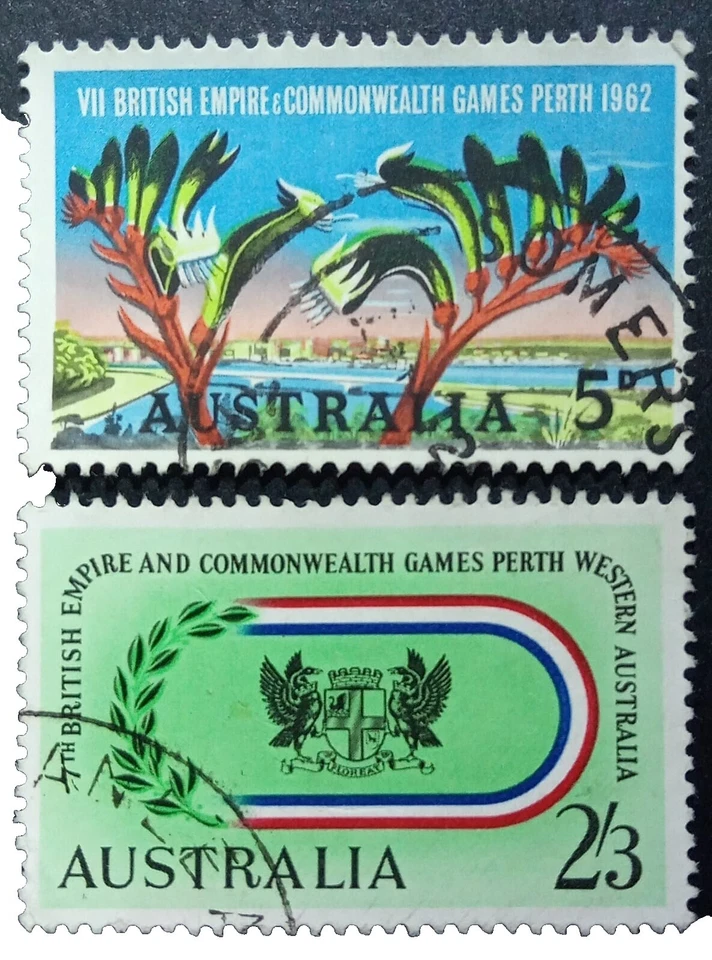 VII BRITISH EMPIRE & COMMONWEALTH GAMES PERTH 1962
SOMERS
AUSTRALIA 5D
7TH BRITISH EMPIRE AND COMMONWEALTH GAMES PERTH WESTERN AUSTRALIA
FLOREAT
AUSTRALIA 2/3